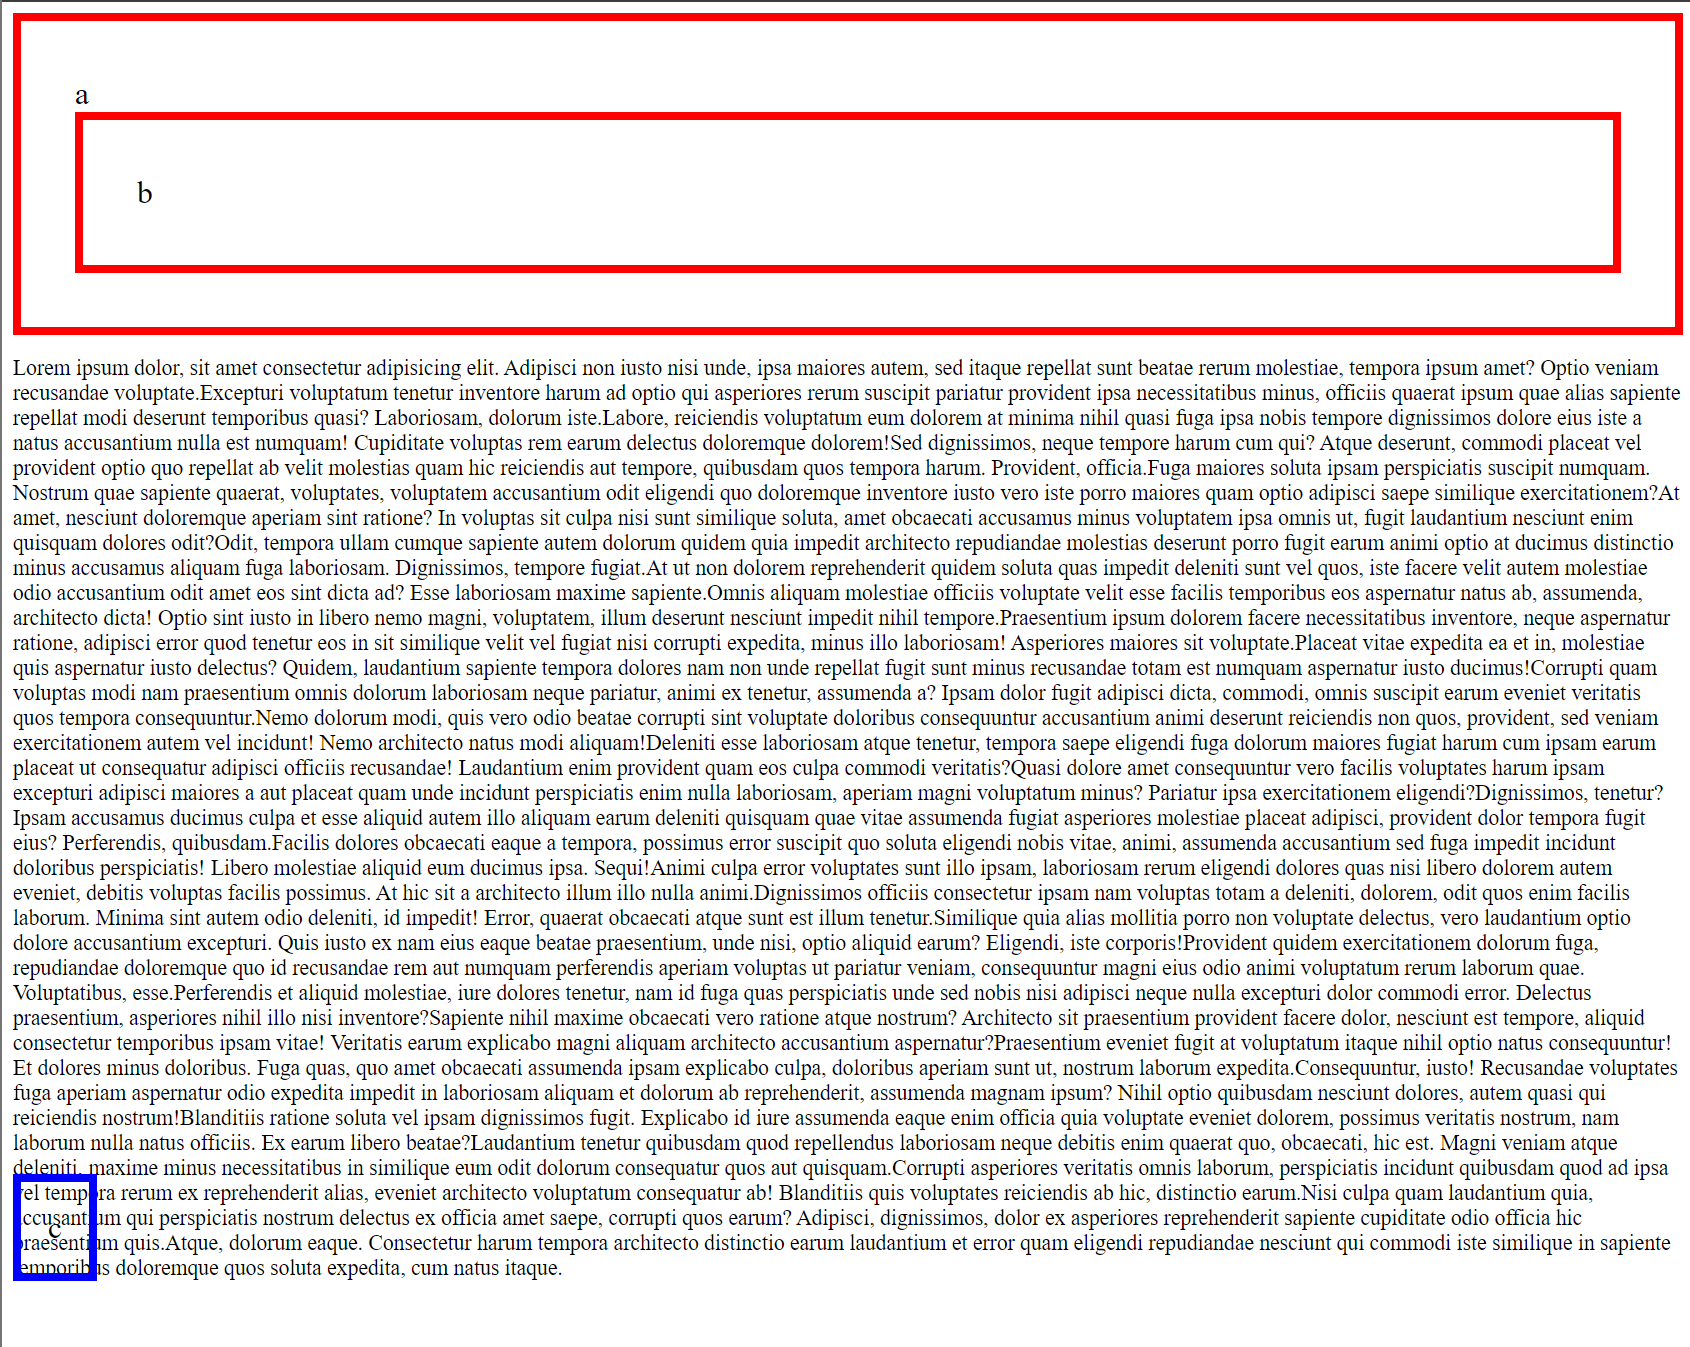 a
b
Lorem ipsum dolor, sit amet consectetur adipisicing elit. Adipisci non iusto nisi unde, ipsa maiores autem, sed itaque repellat sunt beatae rerum molestiae, tempora ipsum amet? Optio veniam
recusandae voluptate.Excepturi voluptatum tenetur inventore harum ad optio qui asperiores rerum suscipit pariatur provident ipsa necessitatibus minus, officiis quaerat ipsum quae alias sapiente
repellat modi deserunt temporibus quasi? Laboriosam, dolorum iste.Labore, reiciendis voluptatum eum dolorem at minima nihil quasi fuga ipsa nobis tempore dignissimos dolore eius iste a
natus accusantium nulla est numquam! Cupiditate voluptas rem earum delectus doloremque dolorem!Sed dignissimos, neque tempore harum cum qui? Atque deserunt, commodi placeat vel
provident optio quo repellat ab velit molestias quam hic reiciendis aut tempore, quibusdam quos tempora harum. Provident, officia.Fuga maiores soluta ipsam perspiciatis suscipit numquam.
Nostrum quae sapiente quaerat, voluptates, voluptatem accusantium odit eligendi quo doloremque inventore iusto vero iste porro maiores quam optio adipisci saepe similique exercitationem?At
amet, nesciunt doloremque aperiam sint ratione? In voluptas sit culpa nisi sunt similique soluta, amet obcaecati accusamus minus voluptatem ipsa omnis ut, fugit laudantium nesciunt enim
quisquam dolores odit?Odit, tempora ullam cumque sapiente autem dolorum quidem quia impedit architecto repudiandae molestias deserunt porro fugit earum animi optio at ducimus distinctio
minus accusamus aliquam fuga laboriosam. Dignissimos, tempore fugiat.At ut non dolorem reprehenderit quidem soluta quas impedit deleniti sunt vel quos, iste facere velit autem molestiae
odio accusantium odit amet eos sint dicta ad? Esse laboriosam maxime sapiente.Omnis aliquam molestiae officiis voluptate velit esse facilis temporibus eos aspernatur natus ab, assumenda,
architecto dicta! Optio sint iusto in libero nemo magni, voluptatem, illum deserunt nesciunt impedit nihil tempore.Praesentium ipsum dolorem facere necessitatibus inventore, neque aspernatur
ratione, adipisci error quod tenetur eos in sit similique velit vel fugiat nisi corrupti expedita, minus illo laboriosam! Asperiores maiores sit voluptate.Placeat vitae expedita ea et in, molestiae
quis aspernatur iusto delectus? Quidem, laudantium sapiente tempora dolores nam non unde repellat fugit sunt minus recusandae totam est numquam aspernatur iusto ducimus!Corrupti quam
voluptas modi nam praesentium omnis dolorum laboriosam neque pariatur, animi ex tenetur, assumenda a? Ipsam dolor fugit adipisci dicta, commodi, omnis suscipit earum eveniet veritatis
quos tempora consequuntur.Nemo dolorum modi, quis vero odio beatae corrupti sint voluptate doloribus consequuntur accusantium animi deserunt reiciendis non quos, provident, sed veniam
exercitationem autem vel incidunt! Nemo architecto natus modi aliquam!Deleniti esse laboriosam atque tenetur, tempora saepe eligendi fuga dolorum maiores fugiat harum cum ipsam earum
placeat ut consequatur adipisci officiis recusandae! Laudantium enim provident quam eos culpa commodi veritatis?Quasi dolore amet consequuntur vero facilis voluptates harum ipsam
excepturi adipisci maiores a aut placeat quam unde incidunt perspiciatis enim nulla laboriosam, aperiam magni voluptatum minus? Pariatur ipsa exercitationem eligendi?Dignissimos, tenetur?
Ipsam accusamus ducimus culpa et esse aliquid autem illo aliquam earum deleniti quisquam quae vitae assumenda fugiat asperiores molestiae placeat adipisci, provident dolor tempora fugit
eius? Perferendis, quibusdam.Facilis dolores obcaecati eaque a tempora, possimus error suscipit quo soluta eligendi nobis vitae, animi, assumenda accusantium sed fuga impedit incidunt
doloribus perspiciatis! Libero molestiae aliquid eum ducimus ipsa. Sequi!Animi culpa error voluptates sunt illo ipsam, laboriosam rerum eligendi dolores quas nisi libero dolorem autem
eveniet, debitis voluptas facilis possimus. At hic sit a architecto illum illo nulla animi.Dignissimos officiis consectetur ipsam nam voluptas totam a deleniti, dolorem, odit quos enim facilis
laborum. Minima sint autem odio deleniti, id impedit! Error, quaerat obcaecati atque sunt est illum tenetur.Similique quia alias mollitia porro non voluptate delectus, vero laudantium optio
dolore accusantium excepturi. Quis iusto ex nam eius eaque beatae praesentium, unde nisi, optio aliquid earum? Eligendi, iste corporis!Provident quidem exercitationem dolorum fuga,
repudiandae doloremque quo id recusandae rem aut numquam perferendis aperiam voluptas ut pariatur veniam, consequuntur magni eius odio animi voluptatum rerum laborum quae.
Voluptatibus, esse.Perferendis et aliquid molestiae, iure dolores tenetur, nam id fuga quas perspiciatis unde sed nobis nisi adipisci neque nulla excepturi dolor commodi error. Delectus
praesentium, asperiores nihil illo nisi inventore?Sapiente nihil maxime obcaecati vero ratione atque nostrum? Architecto sit praesentium provident facere dolor, nesciunt est tempore, aliquid
consectetur temporibus ipsam vitae! Veritatis earum explicabo magni aliquam architecto accusantium aspernatur?Praesentium eveniet fugit at voluptatum itaque nihil optio natus consequuntur!
Et dolores minus doloribus. Fuga quas, quo amet obcaecati assumenda ipsam explicabo culpa, doloribus aperiam sunt ut, nostrum laborum expedita.Consequuntur, iusto! Recusandae voluptates
fuga aperiam aspernatur odio expedita impedit in laboriosam aliquam et dolorum ab reprehenderit, assumenda magnam ipsum? Nihil optio quibusdam nesciunt dolores, autem quasi qui
reiciendis nostrum!Blanditiis ratione soluta vel ipsam dignissimos fugit. Explicabo id iure assumenda eaque enim officia quia voluptate eveniet dolorem, possimus veritatis nostrum, nam
laborum nulla natus officiis. Ex earum libero beatae?Laudantium tenetur quibusdam quod repellendus laboriosam neque debitis enim quaerat quo, obcaecati, hic est. Magni veniam atque
deleniti, maxime minus necessitatibus in similique eum odit dolorum consequatur quos aut quisquam.Corrupti asperiores veritatis omnis laborum, perspiciatis incidunt quibusdam quod ad ipsa
vel tempora rerum ex reprehenderit alias, eveniet architecto voluptatum consequatur ab! Blanditiis quis voluptates reiciendis ab hic, distinctio earum.Nisi culpa quam laudantium quia,
accusantium qui perspiciatis nostrum delectus ex officia amet saepe, corrupti quos earum? Adipisci, dignissimos, dolor ex asperiores reprehenderit sapiente cupiditate odio officia hic
c
praesentium quis.Atque, dolorum eaque. Consectetur harum tempora architecto distinctio earum laudantium et error quam eligendi repudiandae nesciunt qui commodi iste similique in sapiente
temporibus doloremque quos soluta expedita, cum natus itaque.